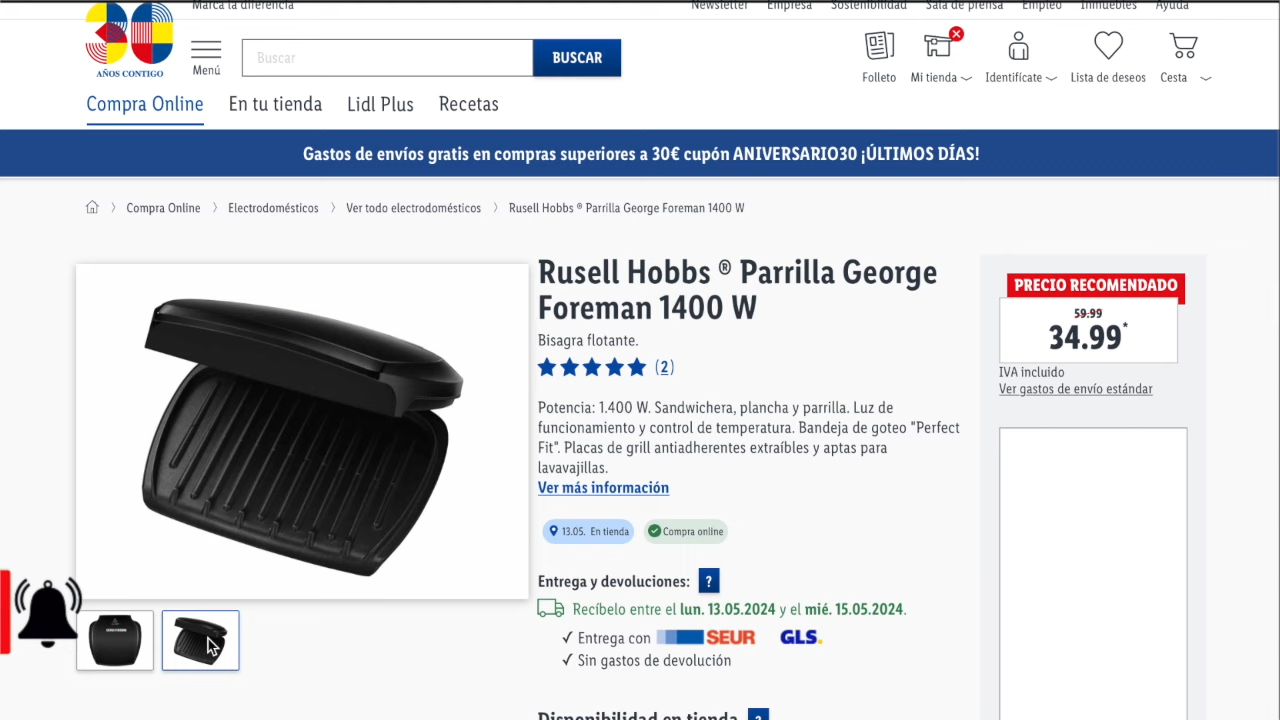 Marca la diferencia
Newsletter Empresa Sostenibilidad Sala de prensa Empleo Inmuebles Ayuda
30
AÑOS CONTIGO
Menú
Buscar
BUSCAR
Folleto
Mi tienda
Identifícate
Lista de deseos
Cesta
Compra Online
En tu tienda
Lidl Plus
Recetas
Gastos de envíos gratis en compras superiores a 30€ cupón ANIVERSARIO30 ¡ÚLTIMOS DÍAS!
Compra Online > Electrodomésticos > Ver todo electrodomésticos > Rusell Hobbs ® Parrilla George Foreman 1400 W
Rusell Hobbs ® Parrilla George
Foreman 1400 W
Bisagra flotante.
(2)
Potencia: 1.400 W. Sandwichera, plancha y parrilla. Luz de
funcionamiento y control de temperatura. Bandeja de goteo "Perfect
Fit". Placas de grill antiadherentes extraíbles y aptas para
lavavajillas.
Ver más información
13.05. En tienda
Compra online
Entrega y devoluciones: ?
Recíbelo entre el lun. 13.05.2024 y el mié. 15.05.2024.
✓ Entrega con SEUR GLS.
✓ Sin gastos de devolución
Disponibilidad en tienda ?
PRECIO RECOMENDADO
59.99
34.99*
IVA incluido
Ver gastos de envío estándar